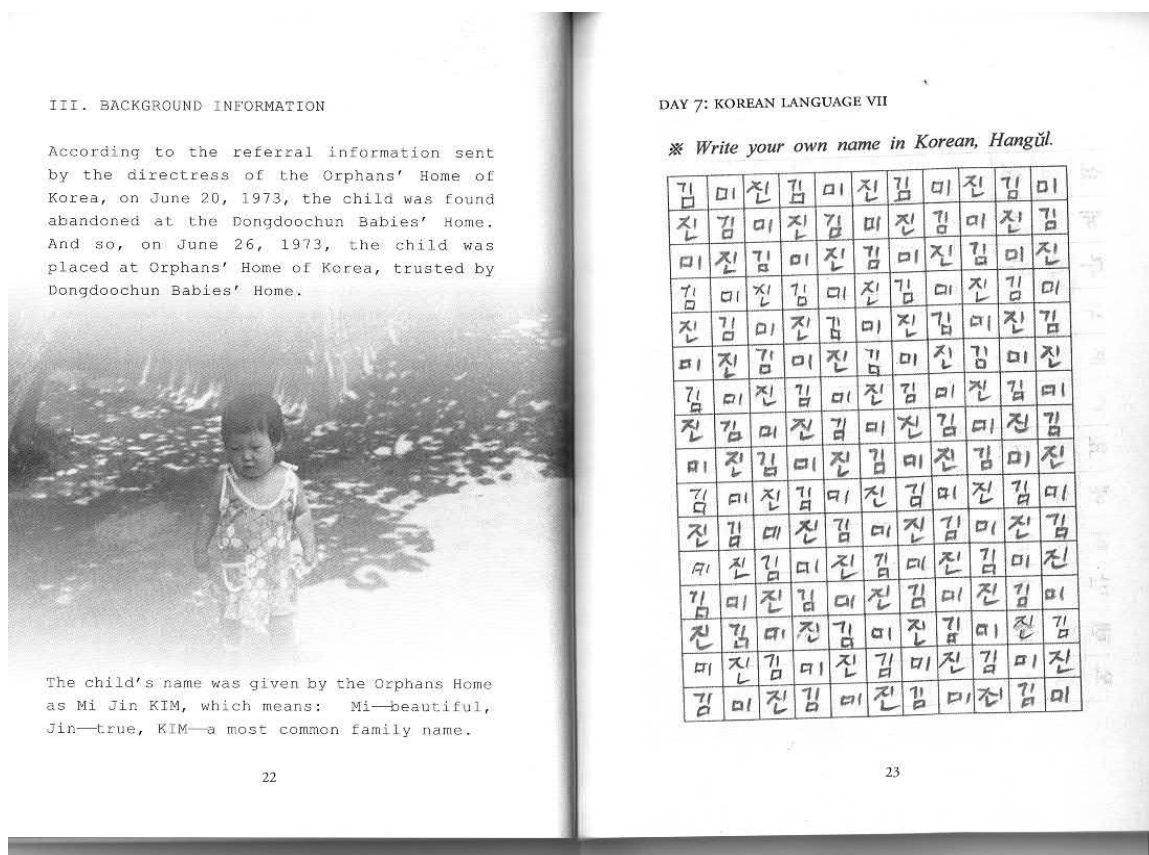 III. BACKGROUND INFORMATION
According to the referral information sent
by the directress of the Orphans' Home of
Korea, on June 20, 1973, the child was found
abandoned at the Dongdoochun Babies' Home.
And so, on June 26, 1973, the child was
placed at Orphans' Home of Korea, trusted by
Dongdoochun Babies' Home.
The child's name was given by the Orphans Home
as Mi Jin KIM, which means: Mi—beautiful,
Jin—true, KIM—a most common family name.
22
DAY 7: KOREAN LANGUAGE VII
※ Write your own name in Korean, Hangŭl.
김 미 진 김 미 진 김 미 진 김 미
진 김 미 진 김 미 진 김 미 진 김
미 진 김 미 진 김 미 진 김 미 진
김 미 진 김 미 진 김 미 진 김 미
진 김 미 진 김 미 진 김 미 진 김
미 진 김 미 진 김 미 진 김 미 진
김 미 진 김 미 진 김 미 진 김 미
진 김 미 진 김 미 진 김 미 진 김
미 진 김 미 진 김 미 진 김 미 진
김 미 진 김 미 진 김 미 진 김 미
진 김 미 진 김 미 진 김 미 진 김
미 진 김 미 진 김 미 진 김 미 진
김 미 진 김 미 진 김 미 진 김 미
진 김 미 진 김 미 진 김 미 진 김
미 진 김 미 진 김 미 진 김 미 진
김 미 진 김 미 진 김 미 진 김 미
23